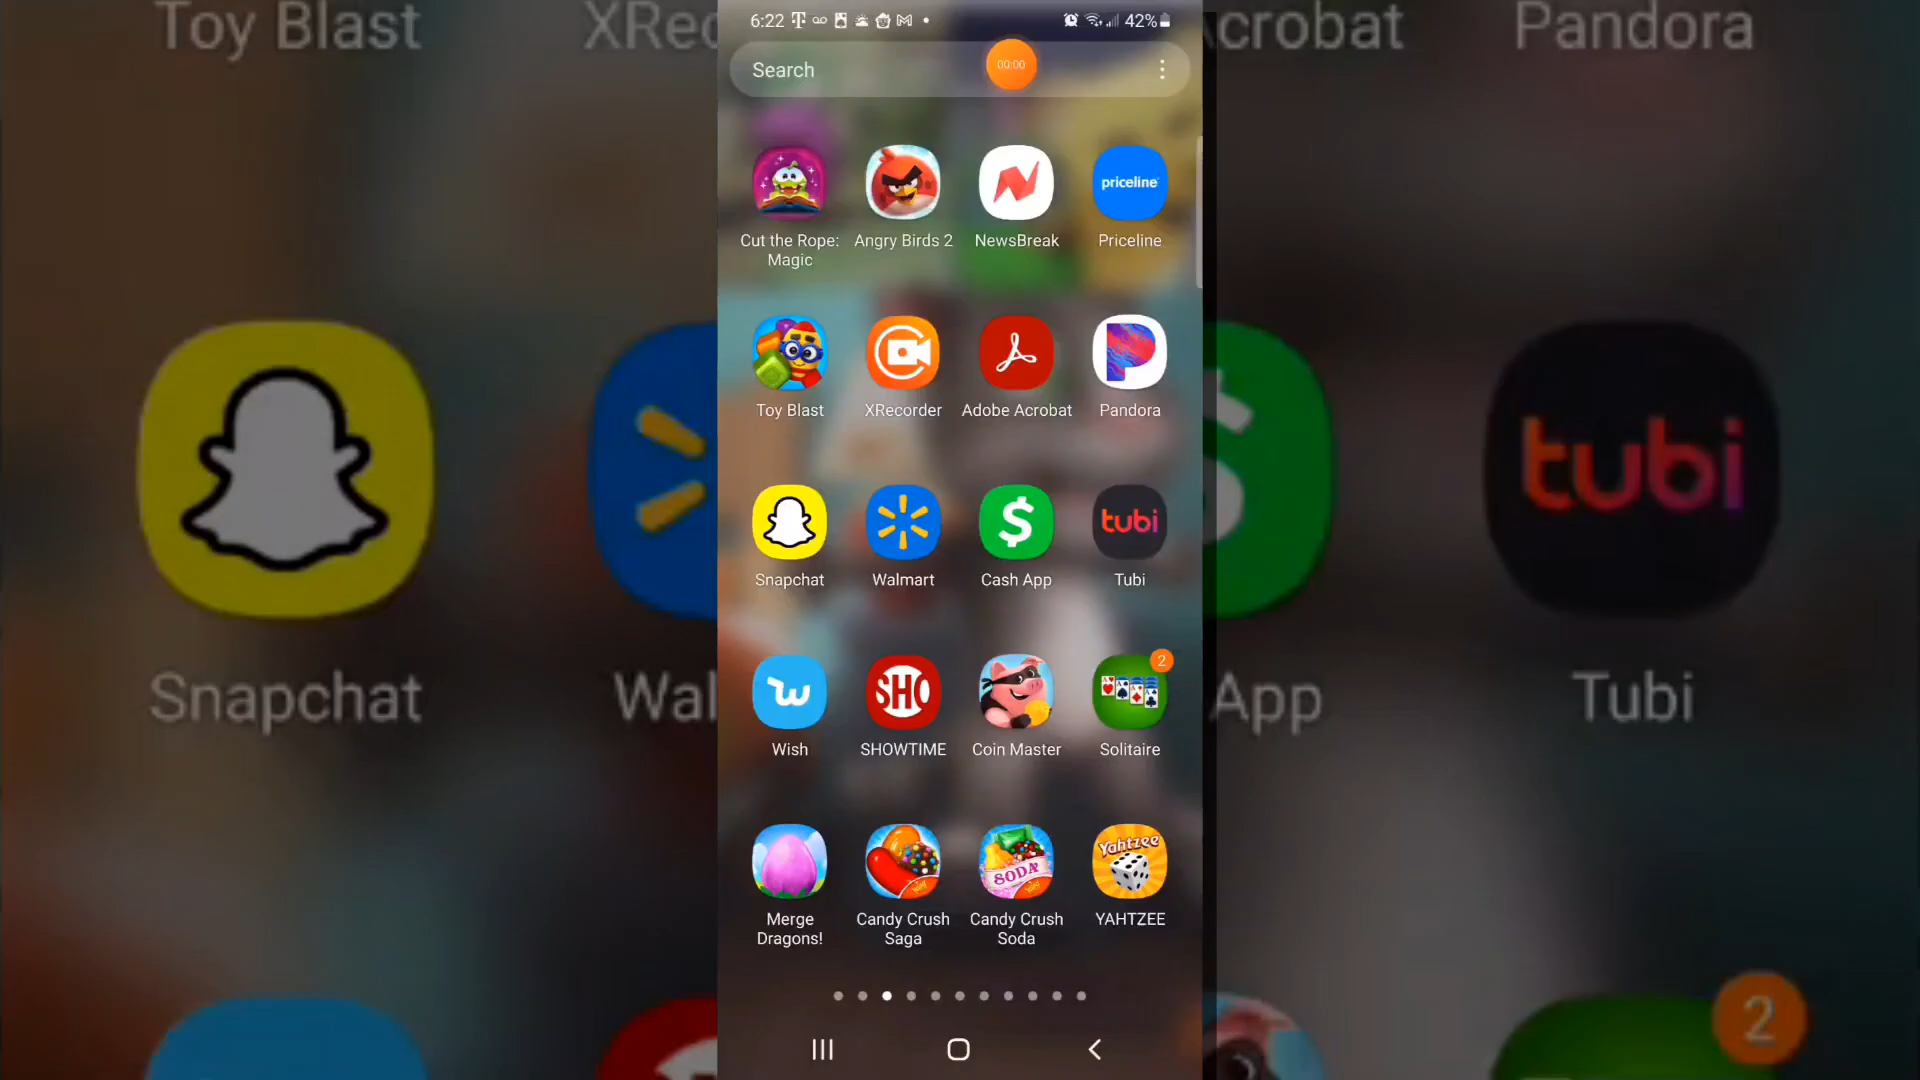 Toy Blast
XRec
crobat
Pandora
6:22
42%
Search
00:00
Cut the Rope:
Magic
Angry Birds 2
NewsBreak
priceline
Priceline
Toy Blast
XRecorder
Adobe Acrobat
Pandora
tubi
Snapchat
Walmart
Cash App
Tubi
tubi
Snapchat
Wal
App
Tubi
w
SHO
2
Wish
SHOWTIME
Coin Master
Solitaire
SODA
Yahtzee
Merge
Dragons!
Candy Crush
Saga
Candy Crush
Soda
YAHTZEE
2